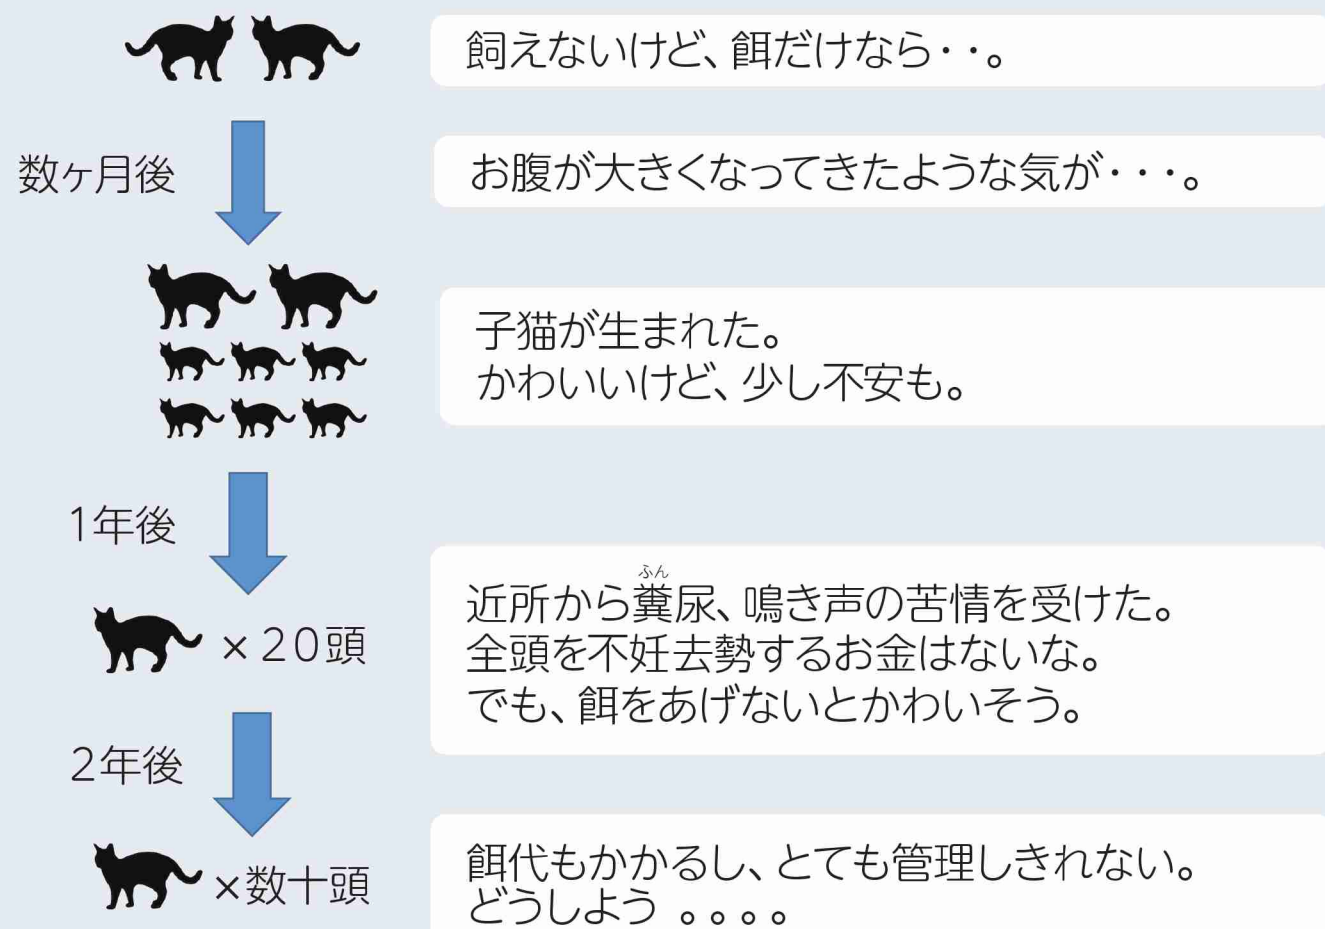 飼えないけど、餌だけなら・・。
数ヶ月後
お腹が大きくなってきたような気が・・・。
子猫が生まれた。
かわいいけど、少し不安も。
1年後
×20頭
ふん
近所から糞尿、鳴き声の苦情を受けた。
全頭を不妊去勢するお金はないな。
でも、餌をあげないとかわいそう。
2年後
×数十頭
餌代もかかるし、とても管理しきれない。
どうしよう 。。。。